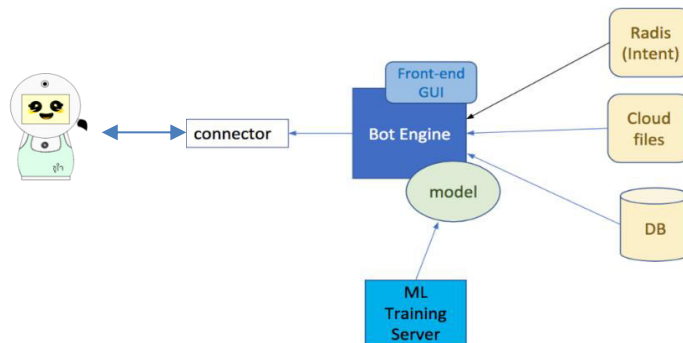 Radis
(Intent)
Front-end
GUI
connector
Bot Engine
Cloud
files
model
DB
ML
Training
Server